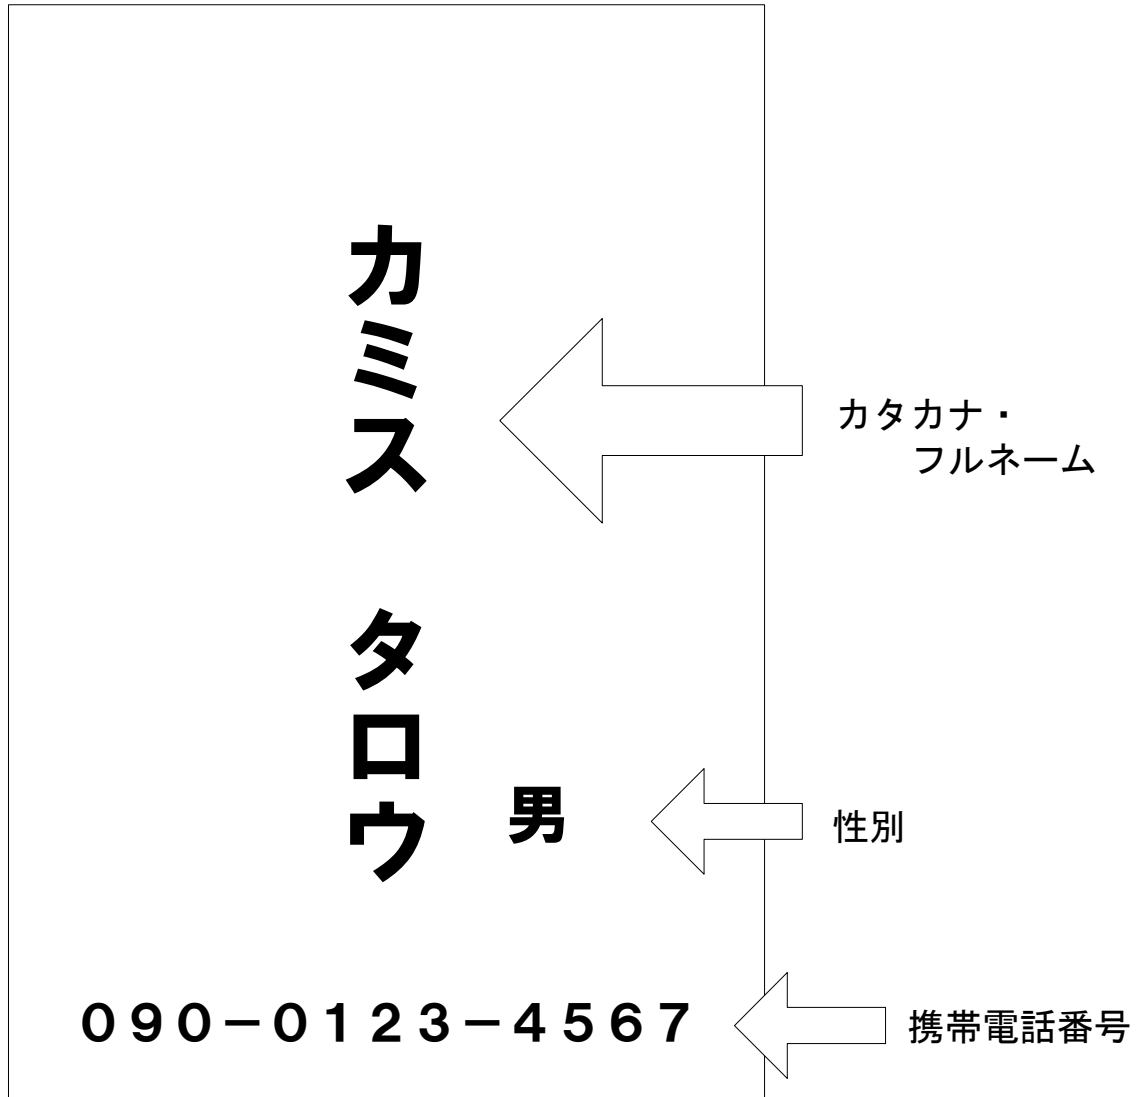 カミス　タロウ
カタカナ・
フルネーム
男
性別
０９０－０１２３－４５６７
携帯電話番号